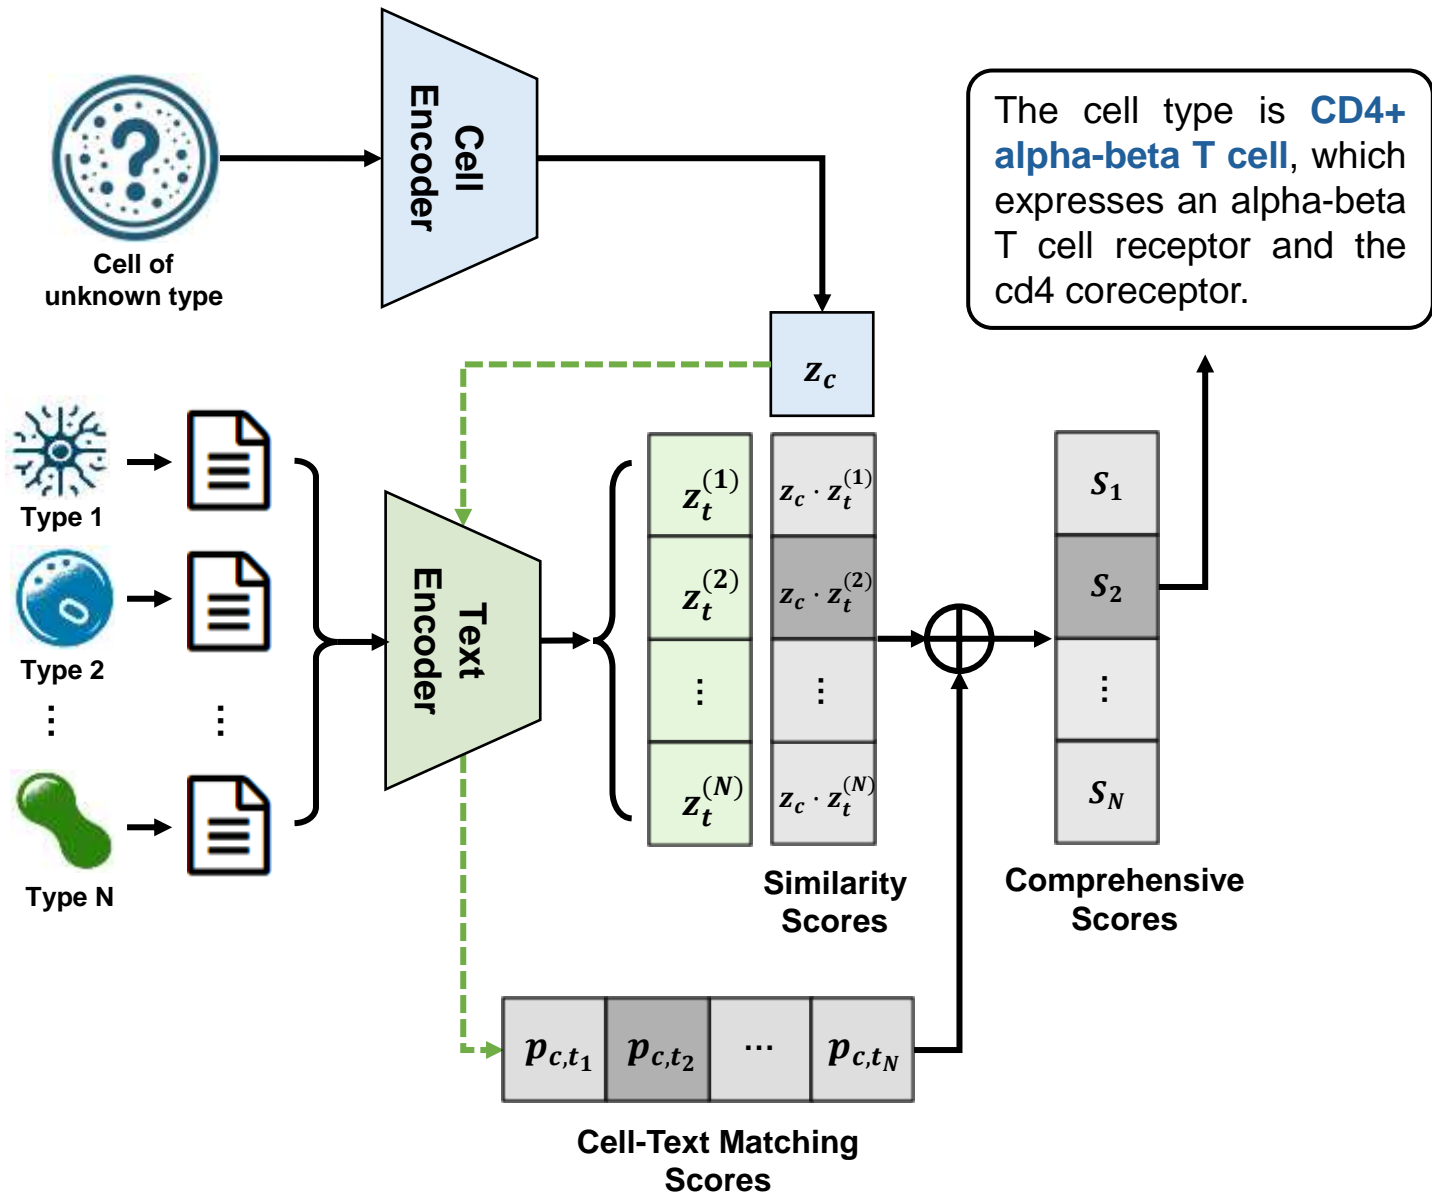 Cell
Encoder
?
Cell of
unknown type
The cell type is CD4+
alpha-beta T cell, which
expresses an alpha-beta
T cell receptor and the
cd4 coreceptor.
z_c
Type 1
Type 2
⋮
⋮
Type N
Text
Encoder
z_t^{(1)}
z_t^{(2)}
⋮
z_t^{(N)}
z_c · z_t^{(1)}
z_c · z_t^{(2)}
⋮
z_c · z_t^{(N)}
Similarity
Scores
S_1
S_2
⋮
S_N
Comprehensive
Scores
p_{c,t_1} p_{c,t_2} ⋯ p_{c,t_N}
Cell-Text Matching
Scores